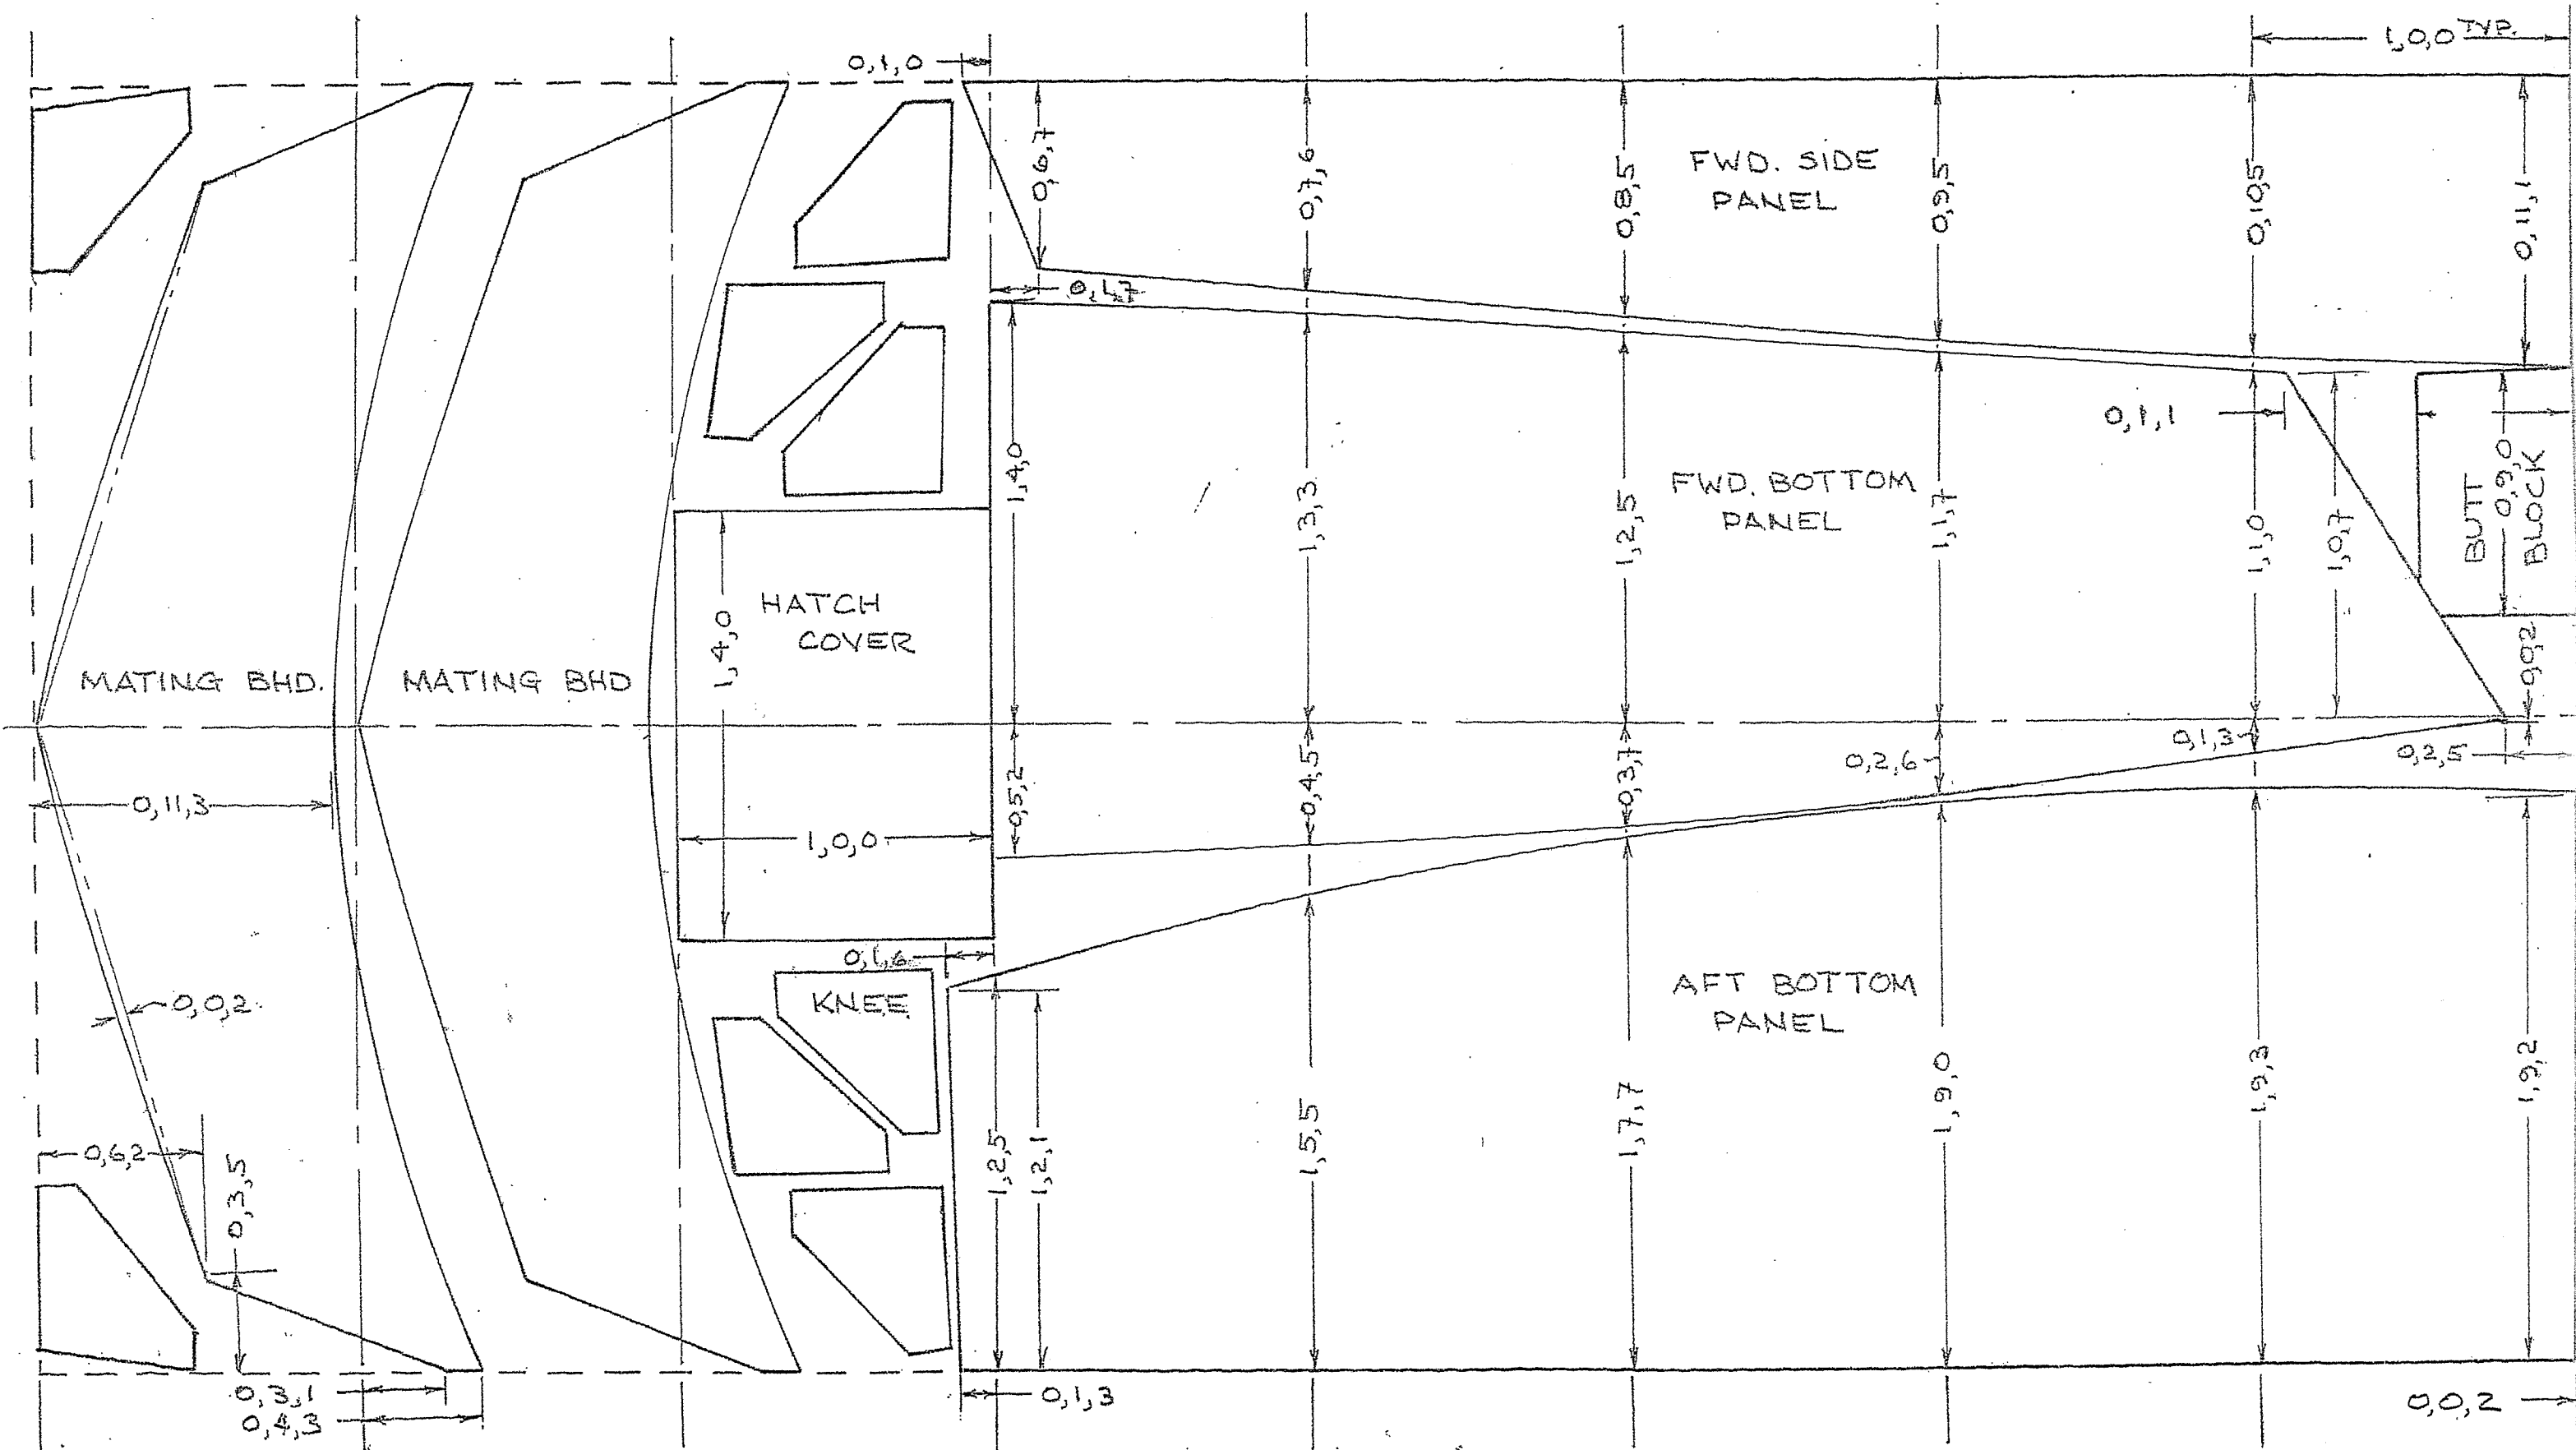 1,0,0 TYP.
0,1,0
0,6,7
0,7,6
0,8,5
0,9,5
0,10,5
0,11,1
FWD. SIDE
PANEL
0,1,7
0,1,1
1,4,0
1,3,3
1,2,5
1,1,7
1,1,0
1,0,7
FWD. BOTTOM
PANEL
BUTT
BLOCK
0,9,0
0,0,2
HATCH
COVER
1,4,0
1,0,0
MATING BHD.
MATING BHD
0,11,3
0,5,2
0,4,5
0,3,7
0,2,6
0,1,3
0,2,5
0,1,6
KNEE
0,0,2
AFT BOTTOM
PANEL
0,6,2
0,3,5
1,2,5
1,2,1
1,5,5
1,7,7
1,9,0
1,9,3
1,9,2
0,3,1
0,4,3
0,1,3
0,0,2